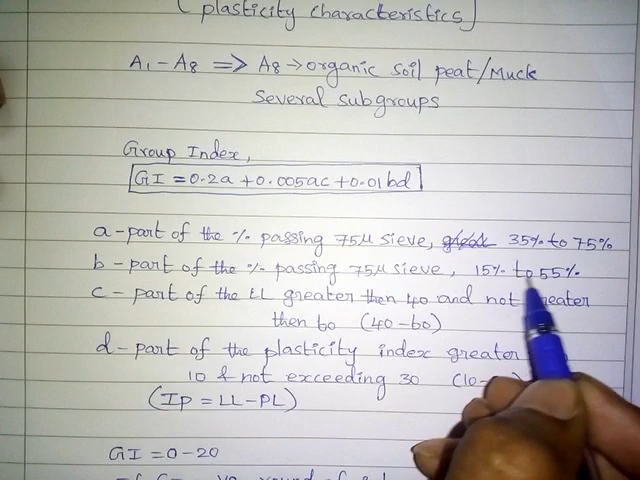 (plasticity characteristics)
A1-A8 => A8 → organic soil peat/Muck
Several subgroups
Group Index,
GI = 0.2a + 0.005ac + 0.01bd
a - part of the % passing 75μ sieve, 35% to 75%
b - part of the % passing 75μ sieve, 15% to 55%
c - part of the LL greater then 40 and not greater
then 60 (40-60)
d - part of the plasticity index greater
10 & not exceeding 30 (10-
(Ip = LL-PL)
GI = 0-20